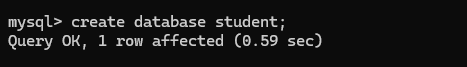 mysql> create database student;
Query OK, 1 row affected (0.59 sec)